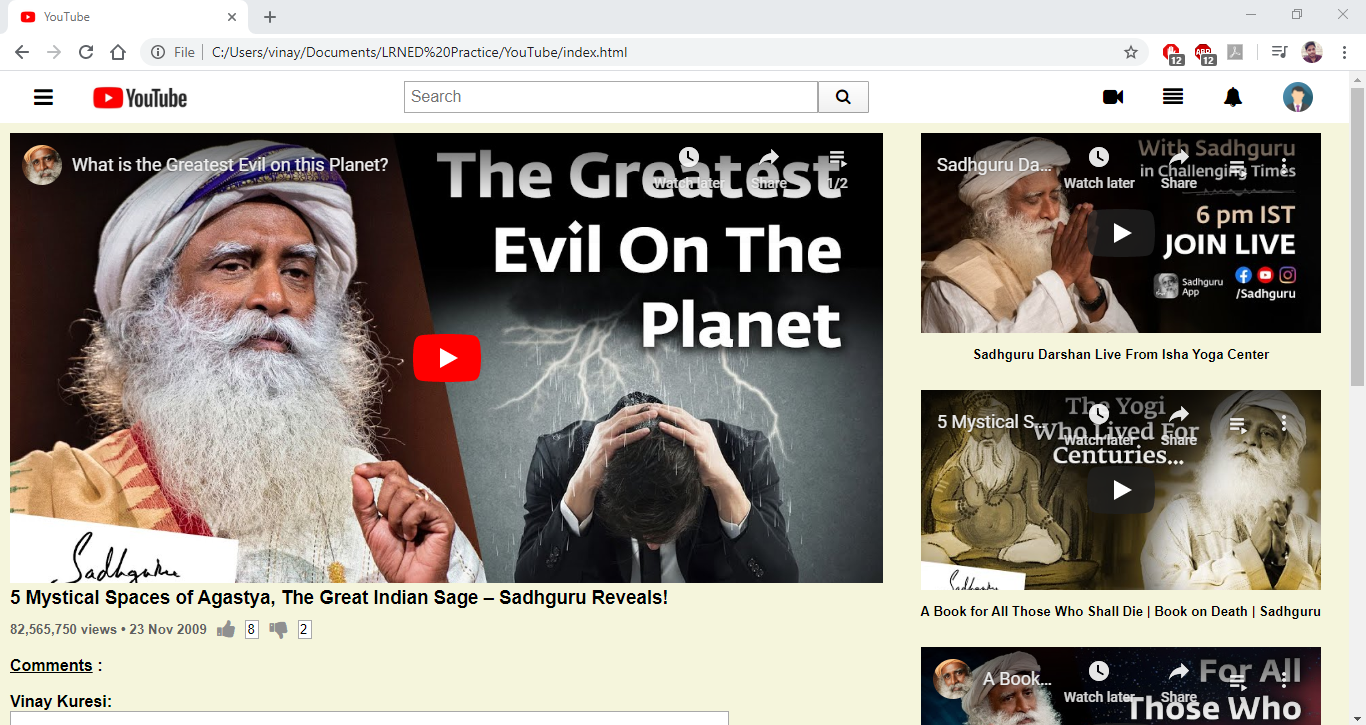 YouTube
File
C:/Users/vinay/Documents/LRNED%20Practice/YouTube/index.html
12
12
YouTube
Search
What is the Greatest Evil on this Planet?
Watch later
Share
1/2
The Greatest
Evil On The
Planet
Sadhguru
5 Mystical Spaces of Agastya, The Great Indian Sage – Sadhguru Reveals!
82,565,750 views • 23 Nov 2009
8
2
Comments :
Vinay Kuresi:
Sadhguru Da...
Watch later
Share
With Sadhguru
in Challenging Times
6 pm IST
JOIN LIVE
Sadhguru
App
/Sadhguru
Sadhguru Darshan Live From Isha Yoga Center
5 Mystical S...
Watch later
Share
The Yogi
Who Lived For
Centuries...
Sadhguru
A Book for All Those Who Shall Die | Book on Death | Sadhguru
A Book...
Watch later
Share
For All
Those Who